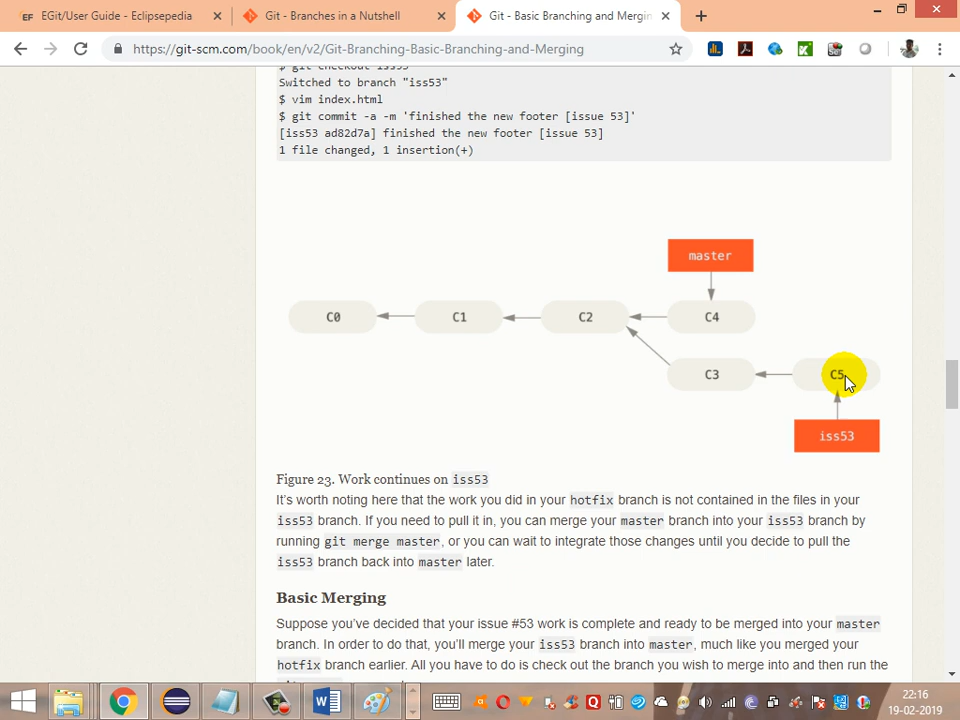 EGit/User Guide - Eclipsepedia
Git - Branches in a Nutshell
Git - Basic Branching and Mergin
https://git-scm.com/book/en/v2/Git-Branching-Basic-Branching-and-Merging
$ git checkout iss53
Switched to branch "iss53"
$ vim index.html
$ git commit -a -m 'finished the new footer [issue 53]'
[iss53 ad82d7a] finished the new footer [issue 53]
1 file changed, 1 insertion(+)
master
C0
C1
C2
C4
C3
C5
iss53
Figure 23. Work continues on iss53
It's worth noting here that the work you did in your hotfix branch is not contained in the files in your
iss53 branch. If you need to pull it in, you can merge your master branch into your iss53 branch by
running git merge master, or you can wait to integrate those changes until you decide to pull the
iss53 branch back into master later.
Basic Merging
Suppose you've decided that your issue #53 work is complete and ready to be merged into your master
branch. In order to do that, you'll merge your iss53 branch into master, much like you merged your
hotfix branch earlier. All you have to do is check out the branch you wish to merge into and then run the
22:16
19-02-2019